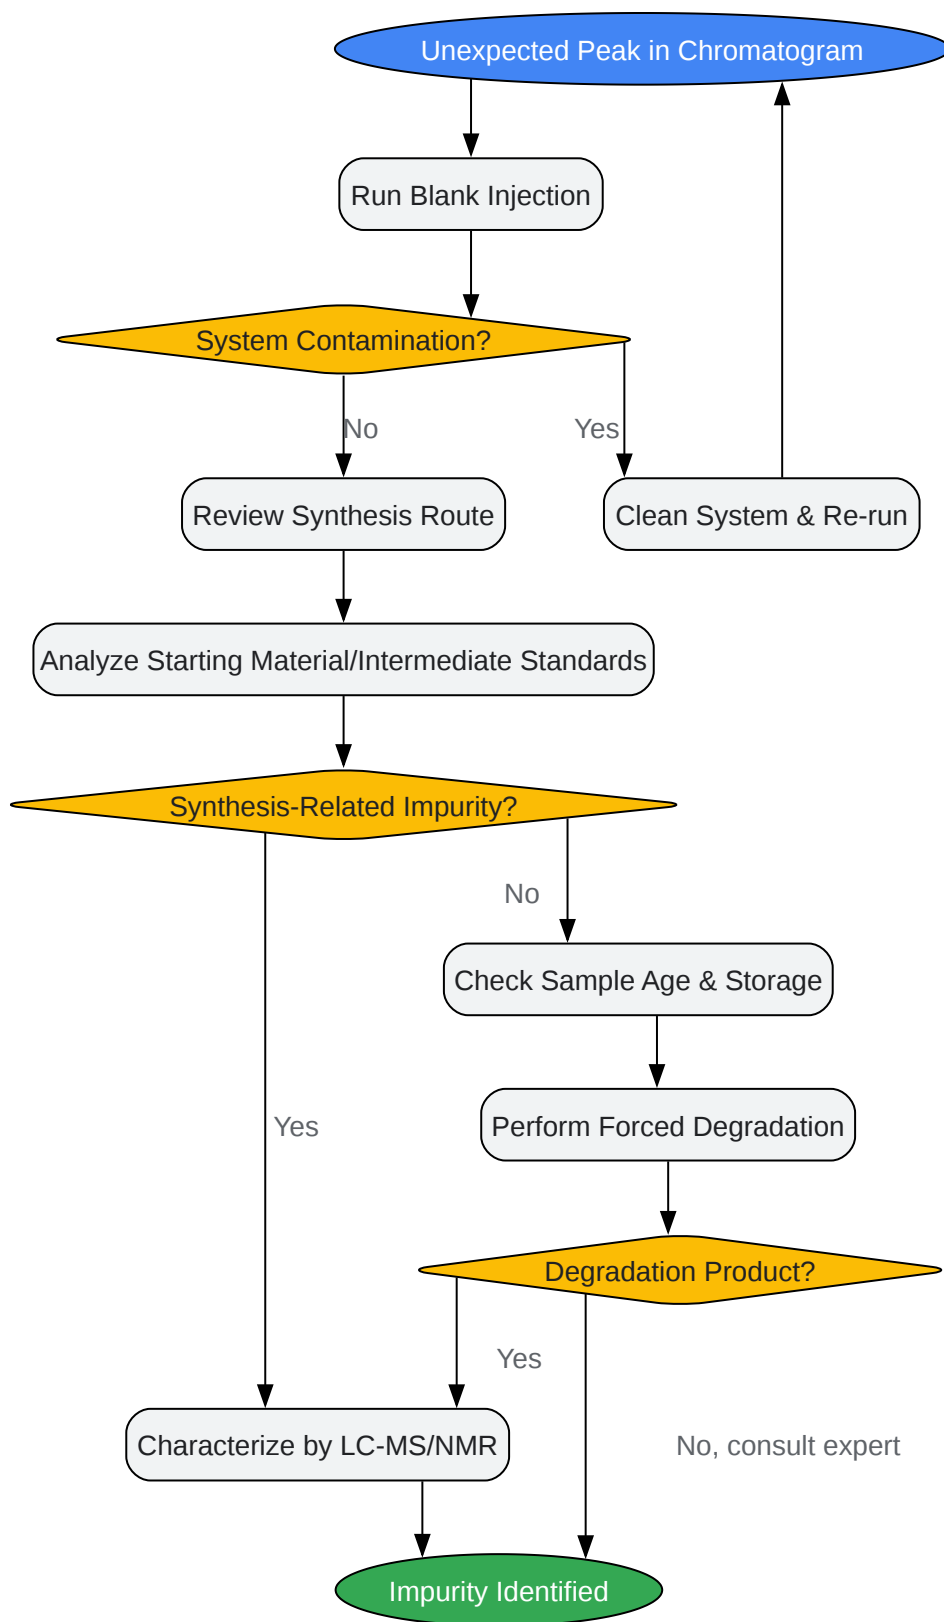 Unexpected Peak in Chromatogram
Run Blank Injection
System Contamination?
No
Yes
Review Synthesis Route
Clean System & Re-run
Analyze Starting Material/Intermediate Standards
Synthesis-Related Impurity?
No
Check Sample Age & Storage
Perform Forced Degradation
Yes
Degradation Product?
Yes
Characterize by LC-MS/NMR
No, consult expert
Impurity Identified